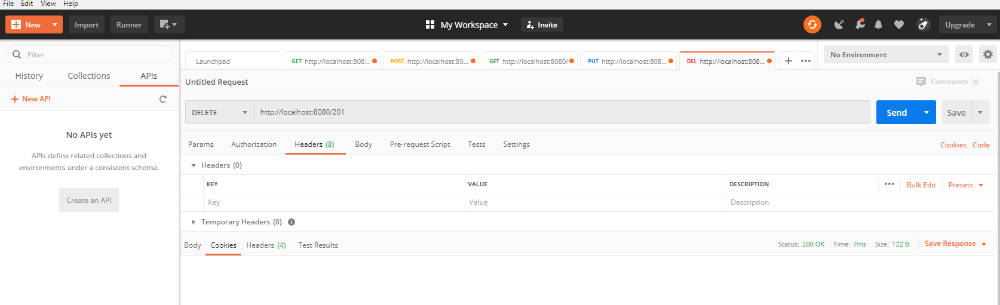 File Edit View Help
New Import Runner My Workspace Invite Upgrade
Filter
History Collections APIs
New API
No APIs yet
APIs define related collections and
environments under a consistent schema.
Create an API
Launchpad GET http://localhost:808... POST http://localhost:80... GET http://localhost:8080/ PUT http://localhost:808... DEL http://localhost:808... + ••• No Environment
Untitled Request Comments 0
DELETE http://localhost:8080/201 Send Save
Params Authorization Headers (8) Body Pre-request Script Tests Settings Cookies Code
Headers (0)
KEY VALUE DESCRIPTION ••• Bulk Edit Presets
Key Value Description
Temporary Headers (8) i
Body Cookies Headers (4) Test Results Status: 200 OK Time: 7ms Size: 122 B Save Response